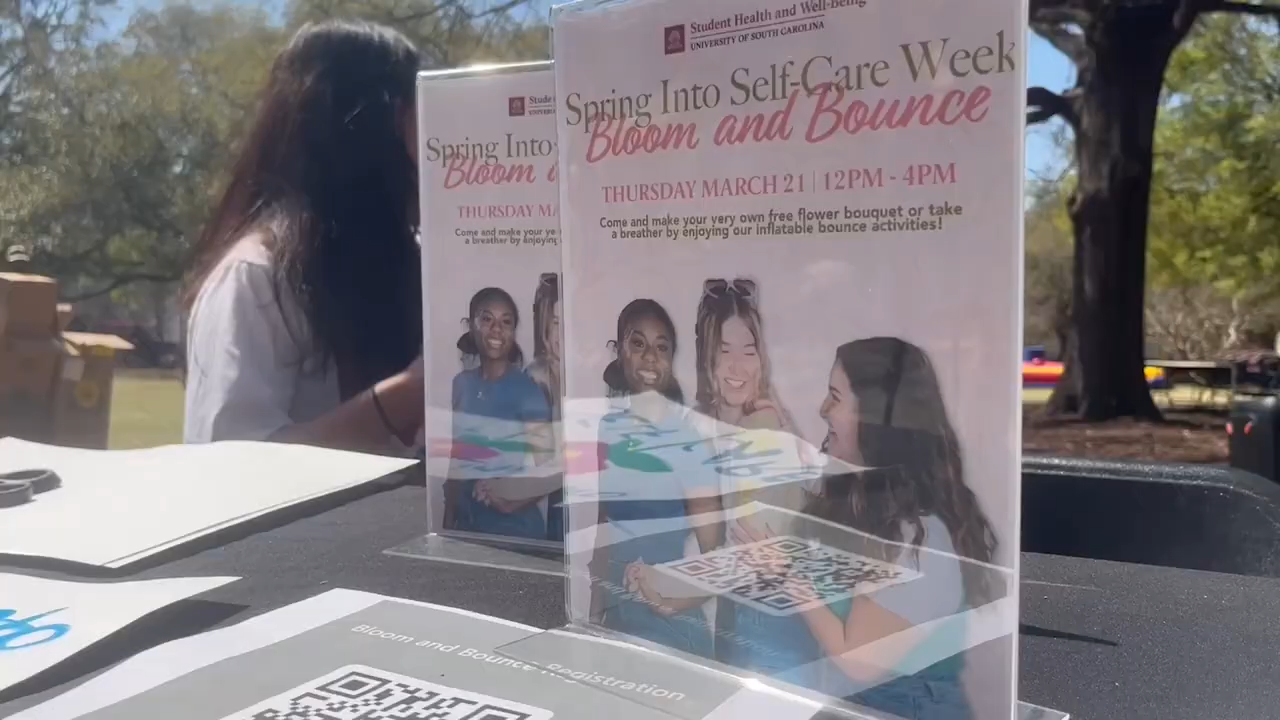 Student Health and Well-Being
UNIVERSITY OF SOUTH CAROLINA
Spring Into Self-Care Week
Bloom and Bounce
THURSDAY MARCH 21 | 12PM - 4PM
Come and make your very own free flower bouquet or take
a breather by enjoying our inflatable bounce activities!
Spring Into
Bloom
THURSDAY
Come and make your
a breather by enjoying
Bloom and Bounce Registration